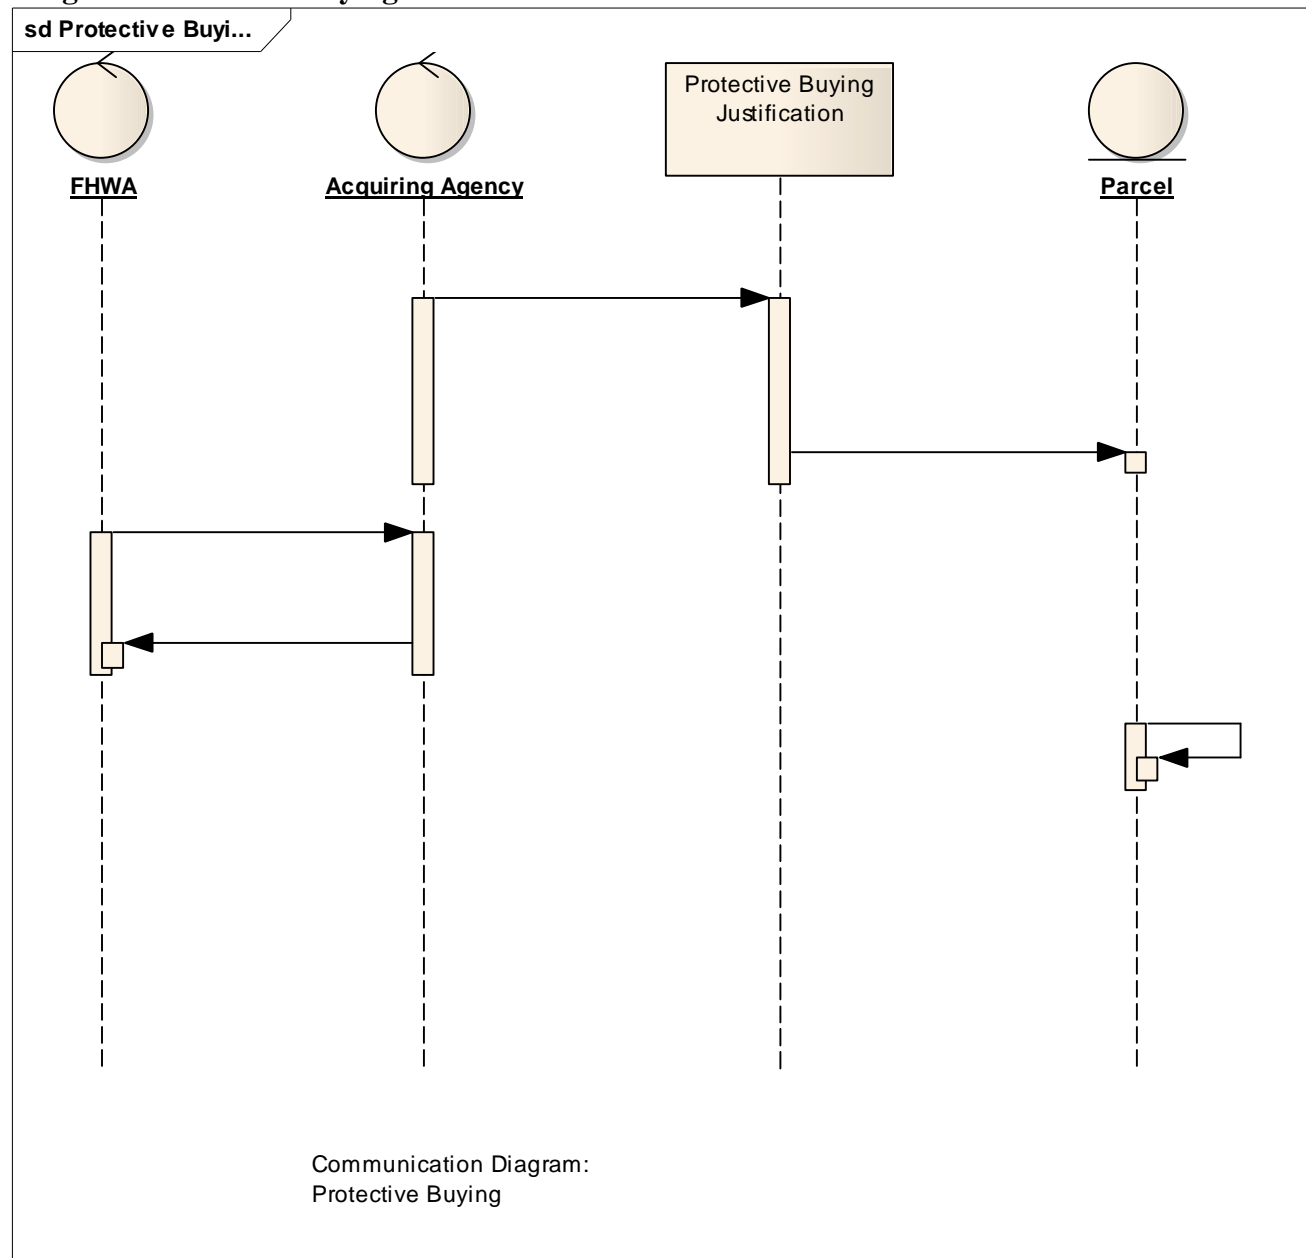 sd Protective Buyi...
Protective Buying
Justification
FHWA
Acquiring Agency
Parcel
Communication Diagram:
Protective Buying